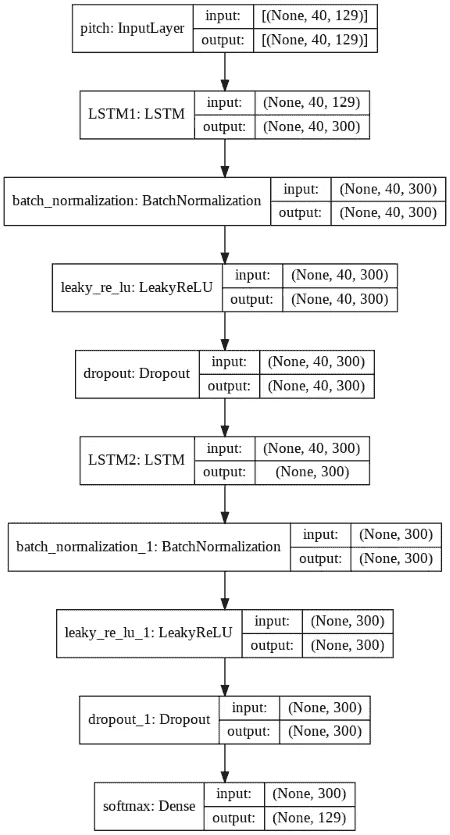 pitch: InputLayer
input: [(None, 40, 129)]
output: [(None, 40, 129)]
LSTM1: LSTM
input: (None, 40, 129)
output: (None, 40, 300)
batch_normalization: BatchNormalization
input: (None, 40, 300)
output: (None, 40, 300)
leaky_re_lu: LeakyReLU
input: (None, 40, 300)
output: (None, 40, 300)
dropout: Dropout
input: (None, 40, 300)
output: (None, 40, 300)
LSTM2: LSTM
input: (None, 40, 300)
output: (None, 300)
batch_normalization_1: BatchNormalization
input: (None, 300)
output: (None, 300)
leaky_re_lu_1: LeakyReLU
input: (None, 300)
output: (None, 300)
dropout_1: Dropout
input: (None, 300)
output: (None, 300)
softmax: Dense
input: (None, 300)
output: (None, 129)